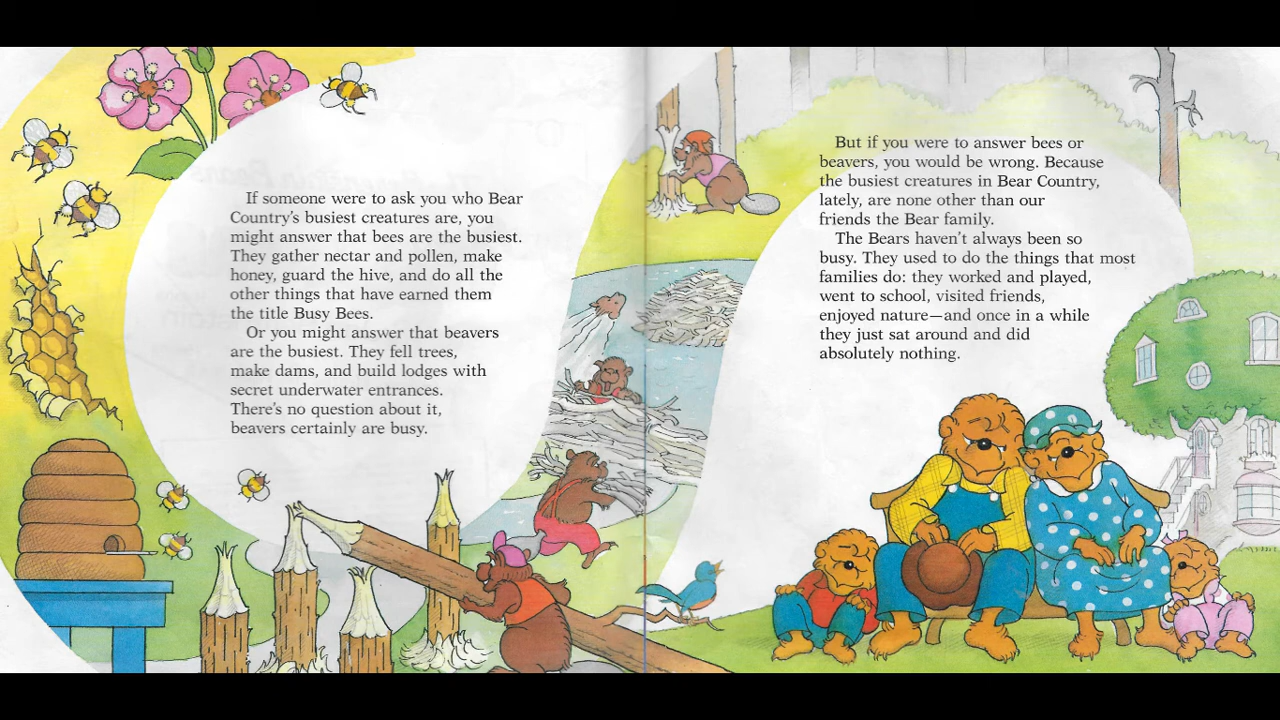 If someone were to ask you who Bear
Country's busiest creatures are, you
might answer that bees are the busiest.
They gather nectar and pollen, make
honey, guard the hive, and do all the
other things that have earned them
the title Busy Bees.
Or you might answer that beavers
are the busiest. They fell trees,
make dams, and build lodges with
secret underwater entrances.
There's no question about it,
beavers certainly are busy.
But if you were to answer bees or
beavers, you would be wrong. Because
the busiest creatures in Bear Country,
lately, are none other than our
friends the Bear family.
The Bears haven't always been so
busy. They used to do the things that most
families do: they worked and played,
went to school, visited friends,
enjoyed nature—and once in a while
they just sat around and did
absolutely nothing.